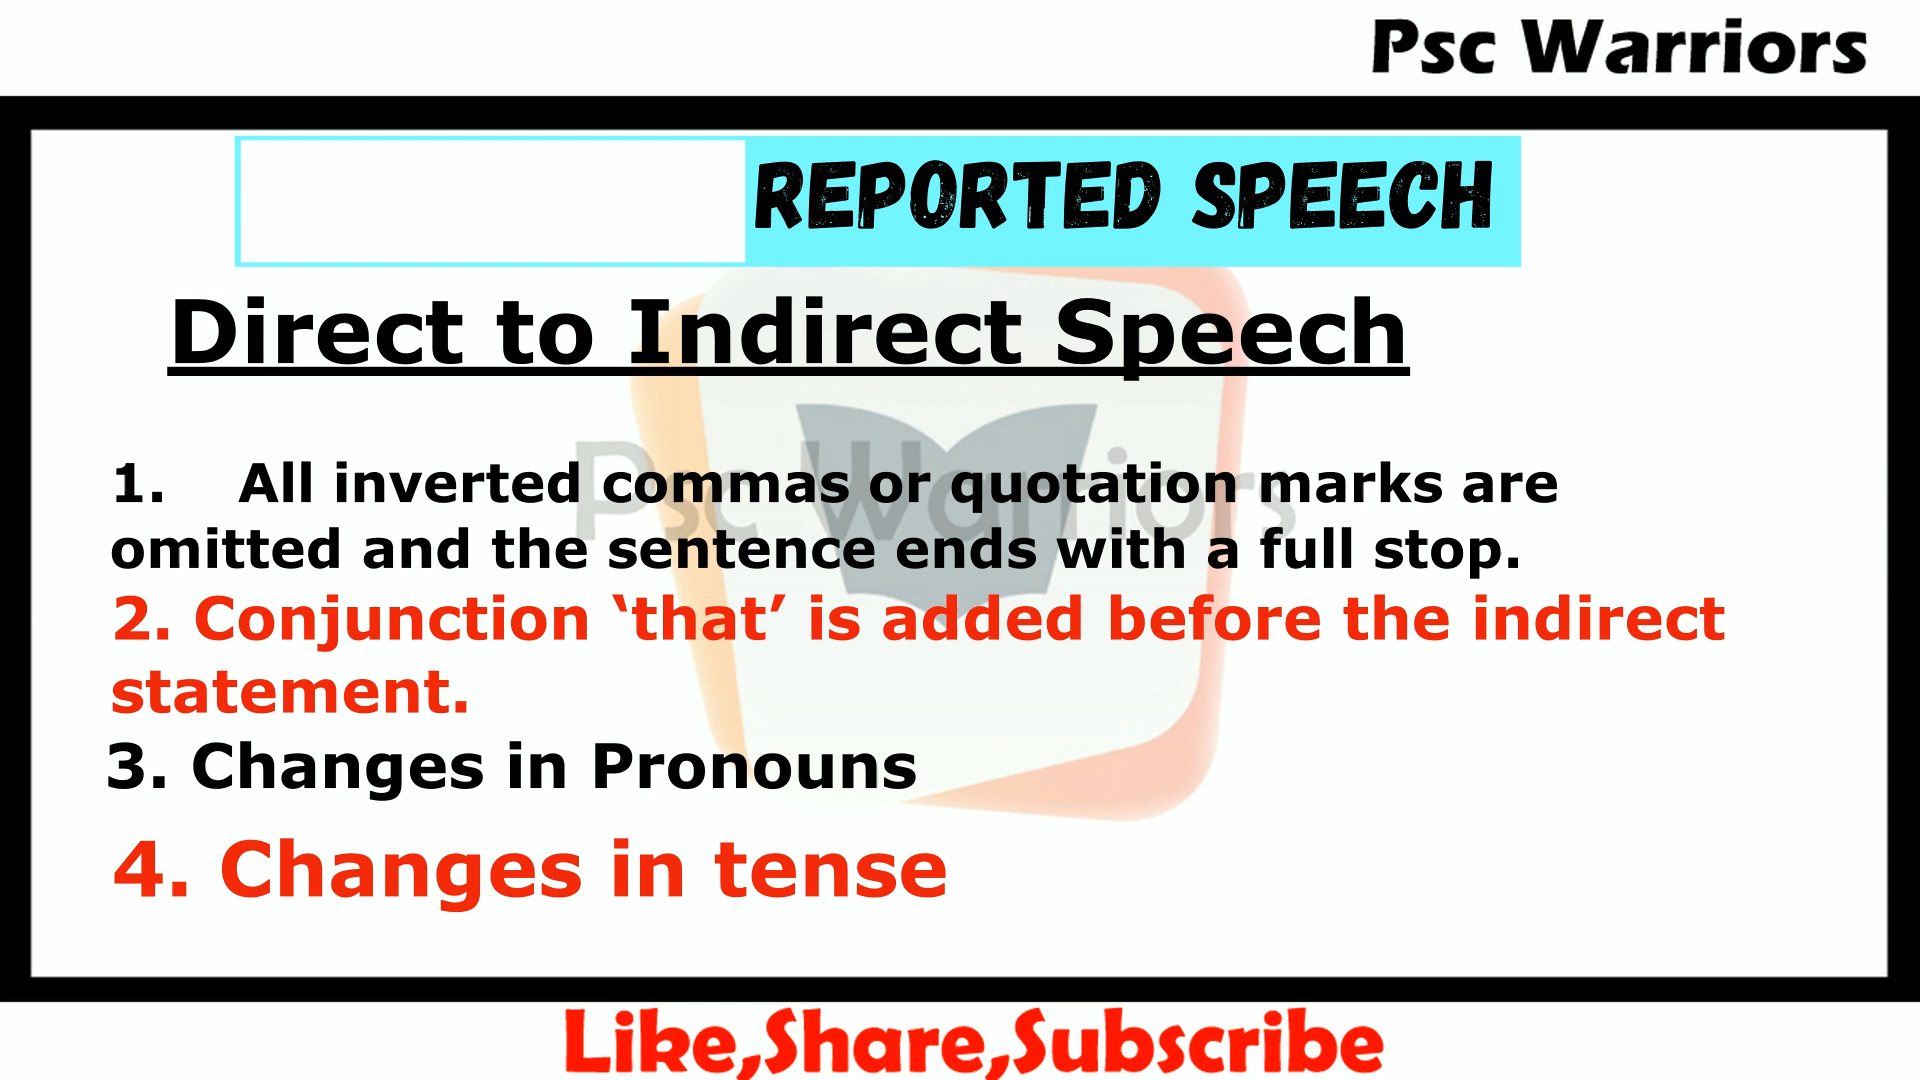 Psc Warriors
REPORTED SPEECH
Direct to Indirect Speech
Psc Warriors
1. All inverted commas or quotation marks are
omitted and the sentence ends with a full stop.
2. Conjunction ‘that’ is added before the indirect
statement.
3. Changes in Pronouns
4. Changes in tense
Like,Share,Subscribe